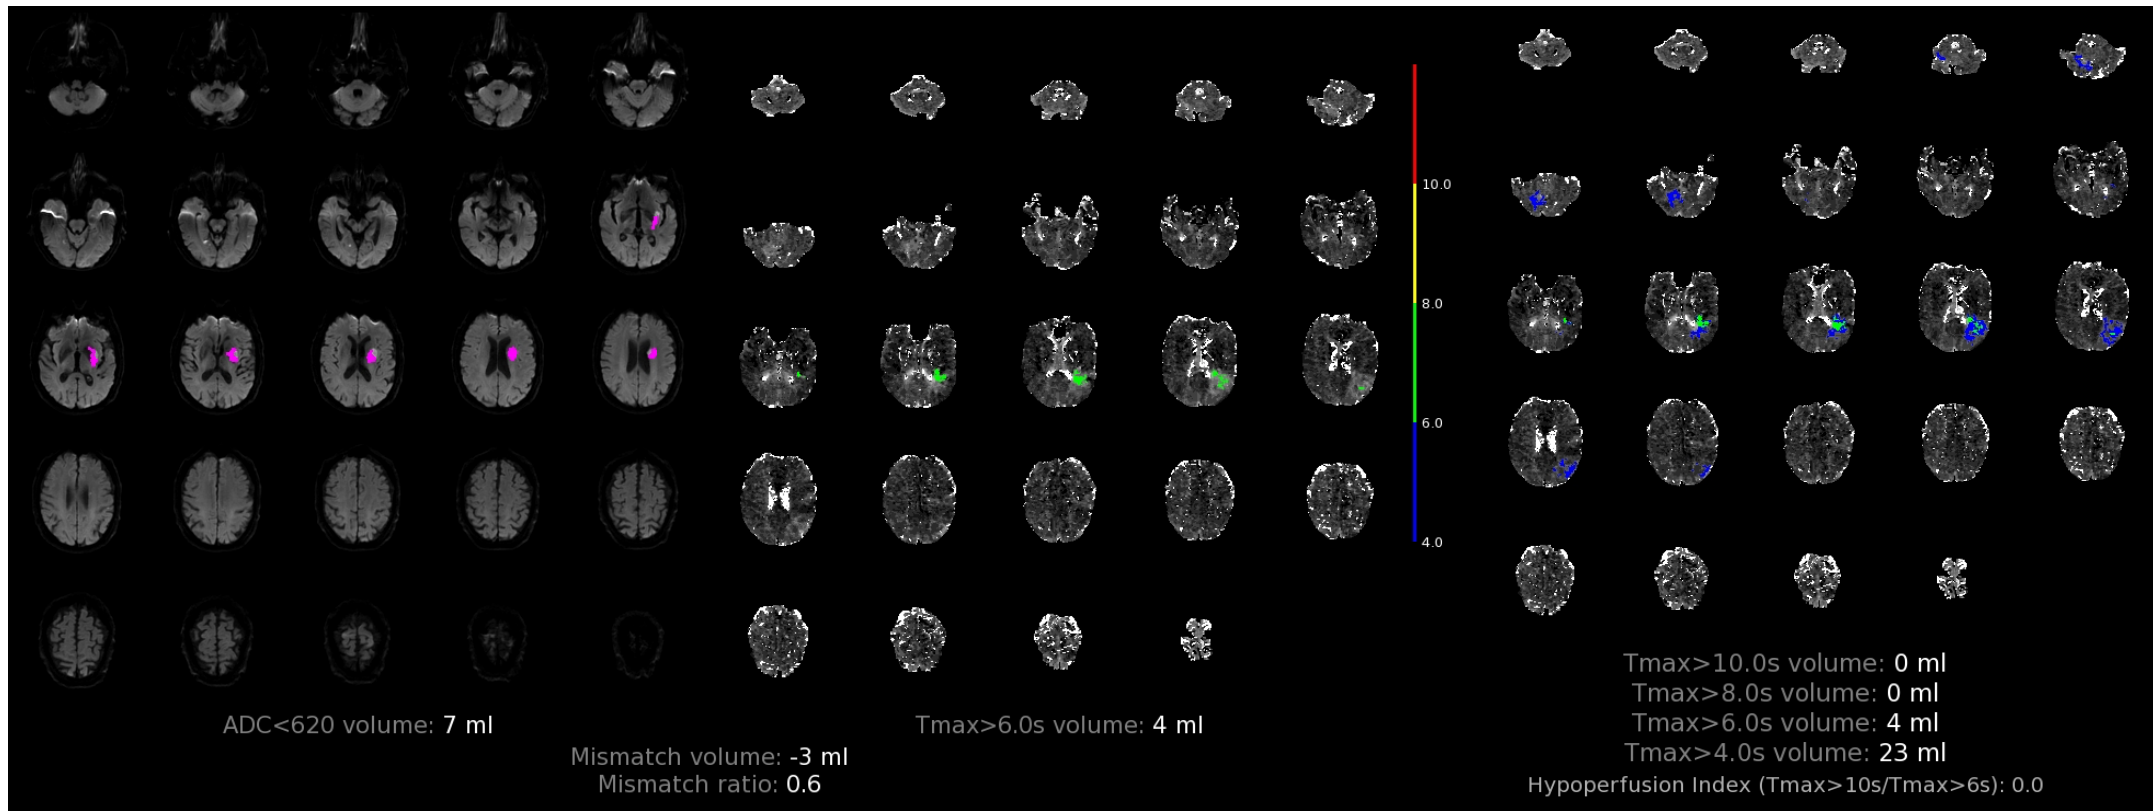 10.0
8.0
6.0
4.0
ADC<620 volume: 7 ml
Tmax>6.0s volume: 4 ml
Mismatch volume: -3 ml
Mismatch ratio: 0.6
Tmax>10.0s volume: 0 ml
Tmax>8.0s volume: 0 ml
Tmax>6.0s volume: 4 ml
Tmax>4.0s volume: 23 ml
Hypoperfusion Index (Tmax>10s/Tmax>6s): 0.0